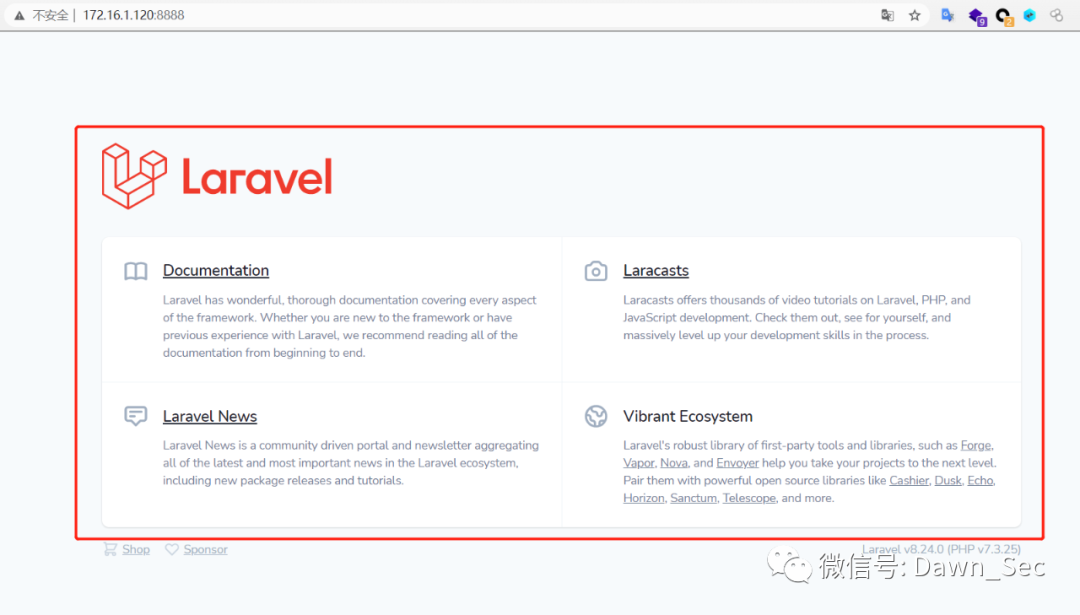 不安全 | 172.16.1.120:8888
9
2
Laravel
Documentation
Laravel has wonderful, thorough documentation covering every aspect
of the framework. Whether you are new to the framework or have
previous experience with Laravel, we recommend reading all of the
documentation from beginning to end.
Laracasts
Laracasts offers thousands of video tutorials on Laravel, PHP, and
JavaScript development. Check them out, see for yourself, and
massively level up your development skills in the process.
Laravel News
Laravel News is a community driven portal and newsletter aggregating
all of the latest and most important news in the Laravel ecosystem,
including new package releases and tutorials.
Vibrant Ecosystem
Laravel's robust library of first-party tools and libraries, such as Forge,
Vapor, Nova, and Envoyer help you take your projects to the next level.
Pair them with powerful open source libraries like Cashier, Dusk, Echo,
Horizon, Sanctum, Telescope, and more.
Shop Sponsor
Laravel v8.24.0 (PHP v7.3.25)
微信号: Dawn_Sec